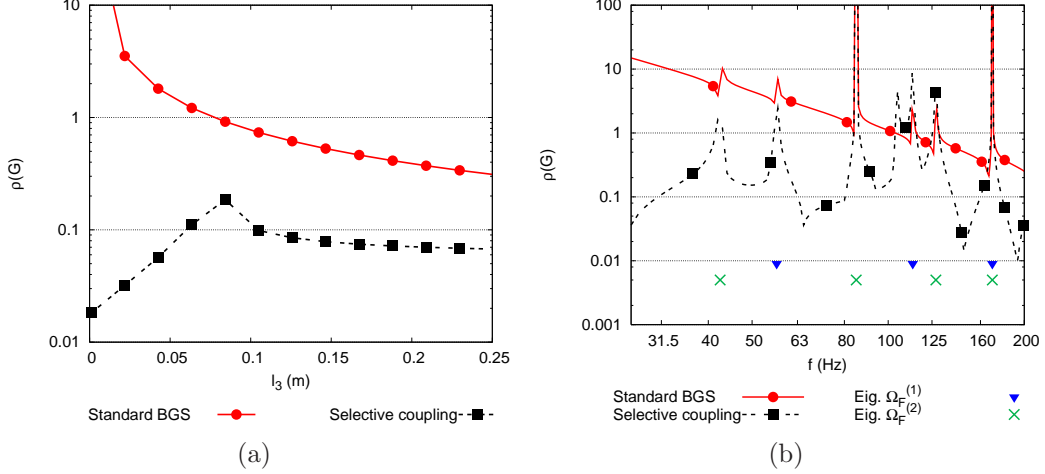 10
1
0.1
0.01
ρ(G)
0 0.05 0.1 0.15 0.2 0.25
l3 (m)
Standard BGS
Selective coupling
(a)
100
10
1
0.1
0.01
0.001
ρ(G)
31.5 40 50 63 80 100 125 160 200
f (Hz)
Standard BGS
Selective coupling
Eig. Ω_F^(1)
Eig. Ω_F^(2)
(b)